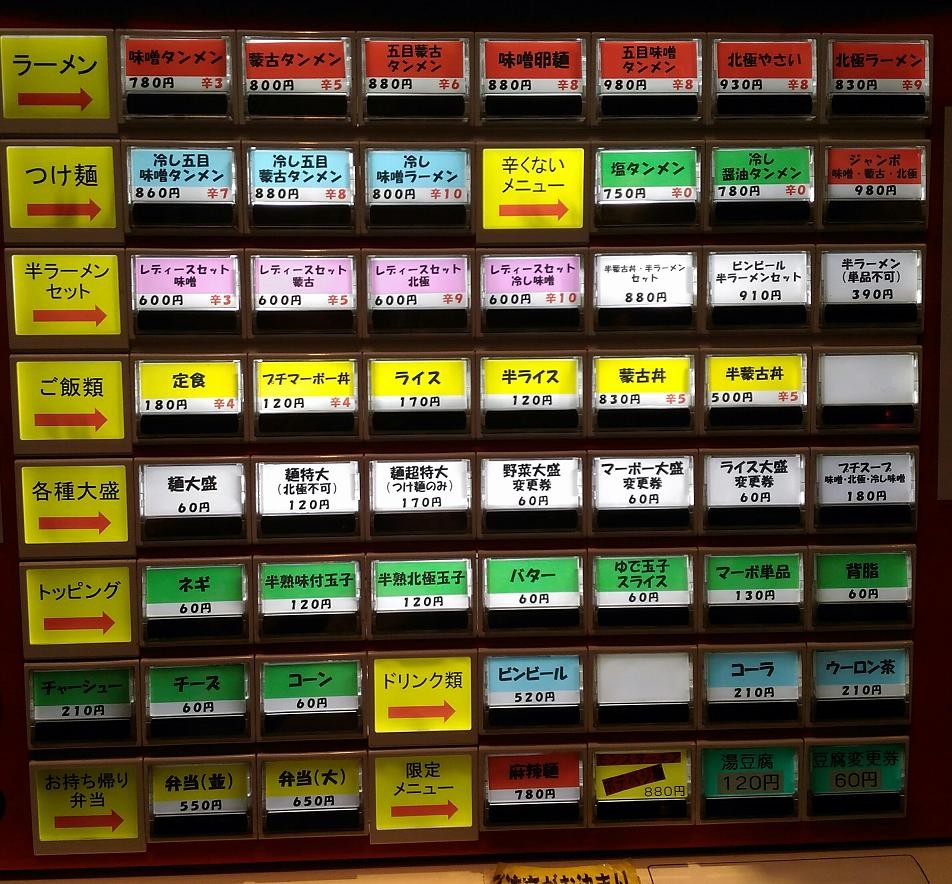 ラーメン
味噌タンメン
780円 辛3
蒙古タンメン
800円 辛5
五目蒙古
タンメン
880円 辛6
味噌卵麺
880円 辛8
五目味噌
タンメン
980円 辛8
北極やさい
930円 辛8
北極ラーメン
830円 辛9
つけ麺
冷し五目
味噌タンメン
860円 辛7
冷し五目
蒙古タンメン
880円 辛8
冷し
味噌ラーメン
800円 辛10
辛くない
メニュー
塩タンメン
750円 辛0
冷し
醤油タンメン
780円 辛0
ジャンボ
味噌・蒙古・北極
980円
半ラーメン
セット
レディースセット
味噌
600円 辛3
レディースセット
蒙古
600円 辛5
レディースセット
北極
600円 辛9
レディースセット
冷し味噌
600円 辛10
半蒙古丼・半ラーメン
セット
880円
ビンビール
半ラーメンセット
910円
半ラーメン
(単品不可)
390円
ご飯類
定食
180円 辛4
プチマーボー丼
120円 辛4
ライス
170円
半ライス
120円
蒙古丼
830円 辛5
半蒙古丼
500円 辛5
各種大盛
麺大盛
60円
麺特大
(北極不可)
120円
麺超特大
(つけ麺のみ)
170円
野菜大盛
変更券
60円
マーボー大盛
変更券
60円
ライス大盛
変更券
60円
プチスープ
味噌・北極・冷し味噌
180円
トッピング
ネギ
60円
半熟味付玉子
120円
半熟北極玉子
120円
バター
60円
ゆで玉子
スライス
60円
マーボ単品
130円
背脂
60円
チャーシュー
210円
チーズ
60円
コーン
60円
ドリンク類
ビンビール
520円
コーラ
210円
ウーロン茶
210円
お持ち帰り
弁当
弁当(並)
550円
弁当(大)
650円
限定
メニュー
麻辣麺
780円
880円
湯豆腐
120円
豆腐変更券
60円